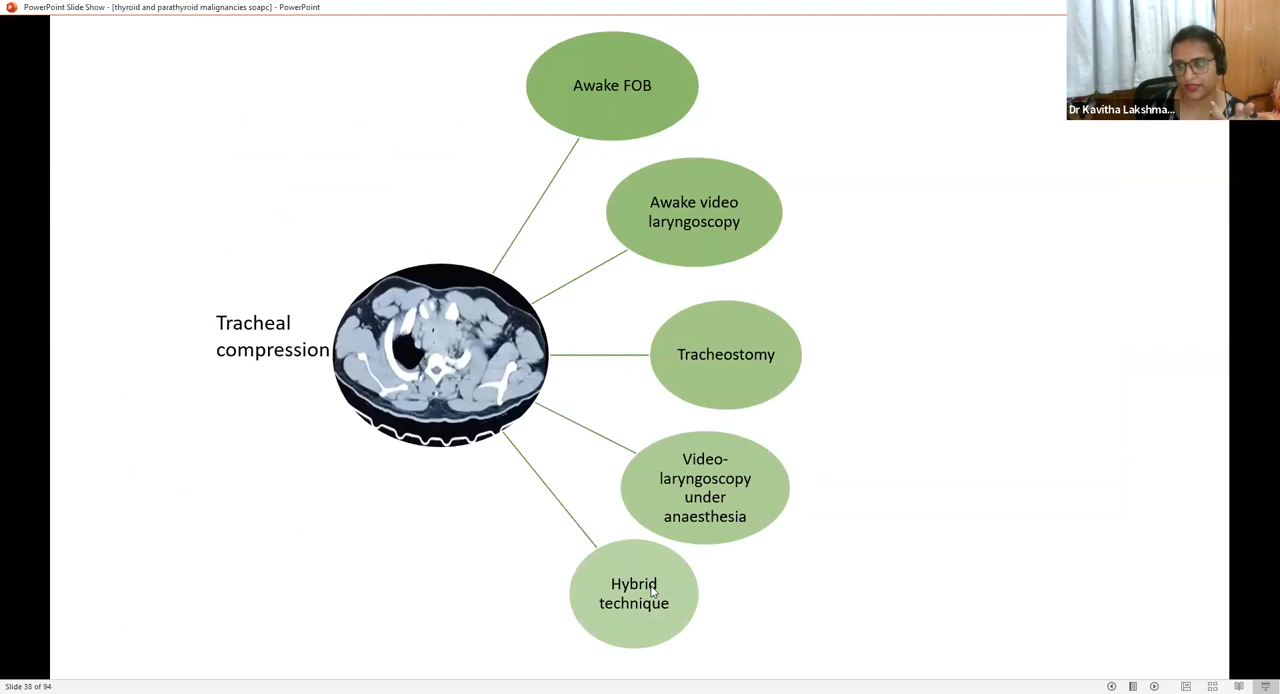 PowerPoint Slide Show - [thyroid and parathyroid malignancies soapc] - PowerPoint
Dr Kavitha Lakshma...
Awake FOB
Awake video
laryngoscopy
Tracheal
compression
Tracheostomy
Video-
laryngoscopy
under
anaesthesia
Hybrid
technique
Slide 38 of 94